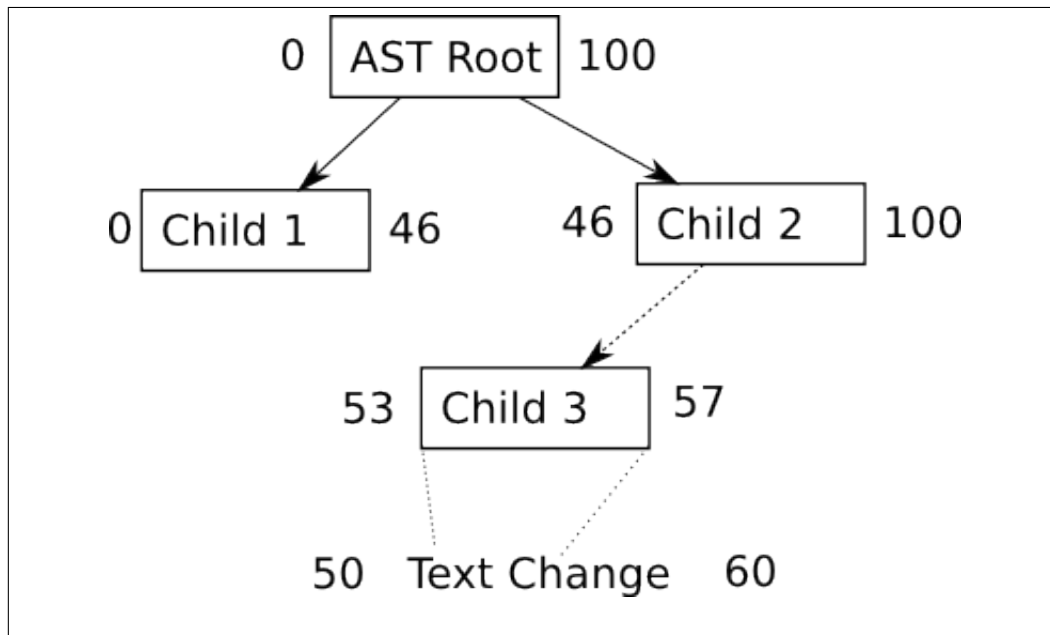 0 AST Root 100
0 Child 1 46
46 Child 2 100
53 Child 3 57
50 Text Change 60